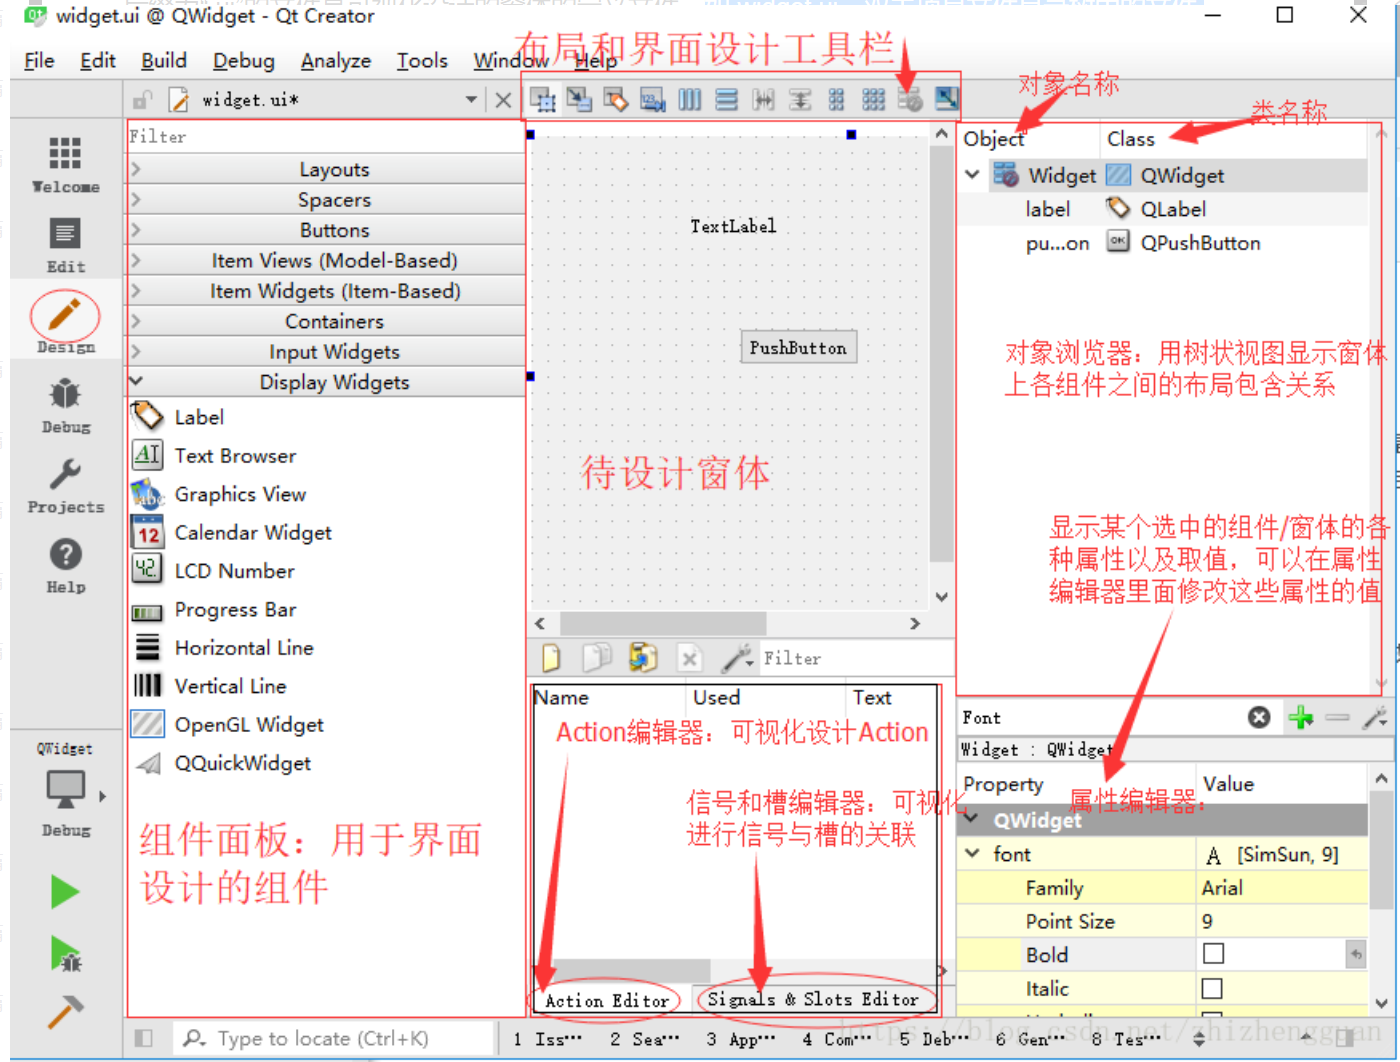 widget.ui @ QWidget - Qt Creator
布局和界面设计工具栏
File Edit Build Debug Analyze Tools Window Help
widget.ui*
对象名称
类名称
Filter
Layouts
Spacers
Buttons
Item Views (Model-Based)
Item Widgets (Item-Based)
Containers
Input Widgets
Display Widgets
Label
Text Browser
Graphics View
Calendar Widget
LCD Number
Progress Bar
Horizontal Line
Vertical Line
OpenGL Widget
QQuickWidget
组件面板：用于界面
设计的组件
Welcome
Edit
Design
Debug
Projects
Help
QWidget
Debug
TextLabel
PushButton
待设计窗体
Object Class
Widget QWidget
label QLabel
pu...on QPushButton
对象浏览器：用树状视图显示窗体
上各组件之间的布局包含关系
显示某个选中的组件/窗体的各
种属性以及取值，可以在属性
编辑器里面修改这些属性的值
Filter
Name Used Text
Action编辑器：可视化设计Action
信号和槽编辑器：可视化
进行信号与槽的关联
Action Editor Signals & Slots Editor
Font
Widget : QWidget
Property Value
属性编辑器：
QWidget
font A [SimSun, 9]
Family Arial
Point Size 9
Bold
Italic
Type to locate (Ctrl+K) 1 Iss… 2 Sea… 3 App… 4 Com… 5 Deb… 6 Gen… 8 Tes…
https://blog.csdn.net/zhizhengguan